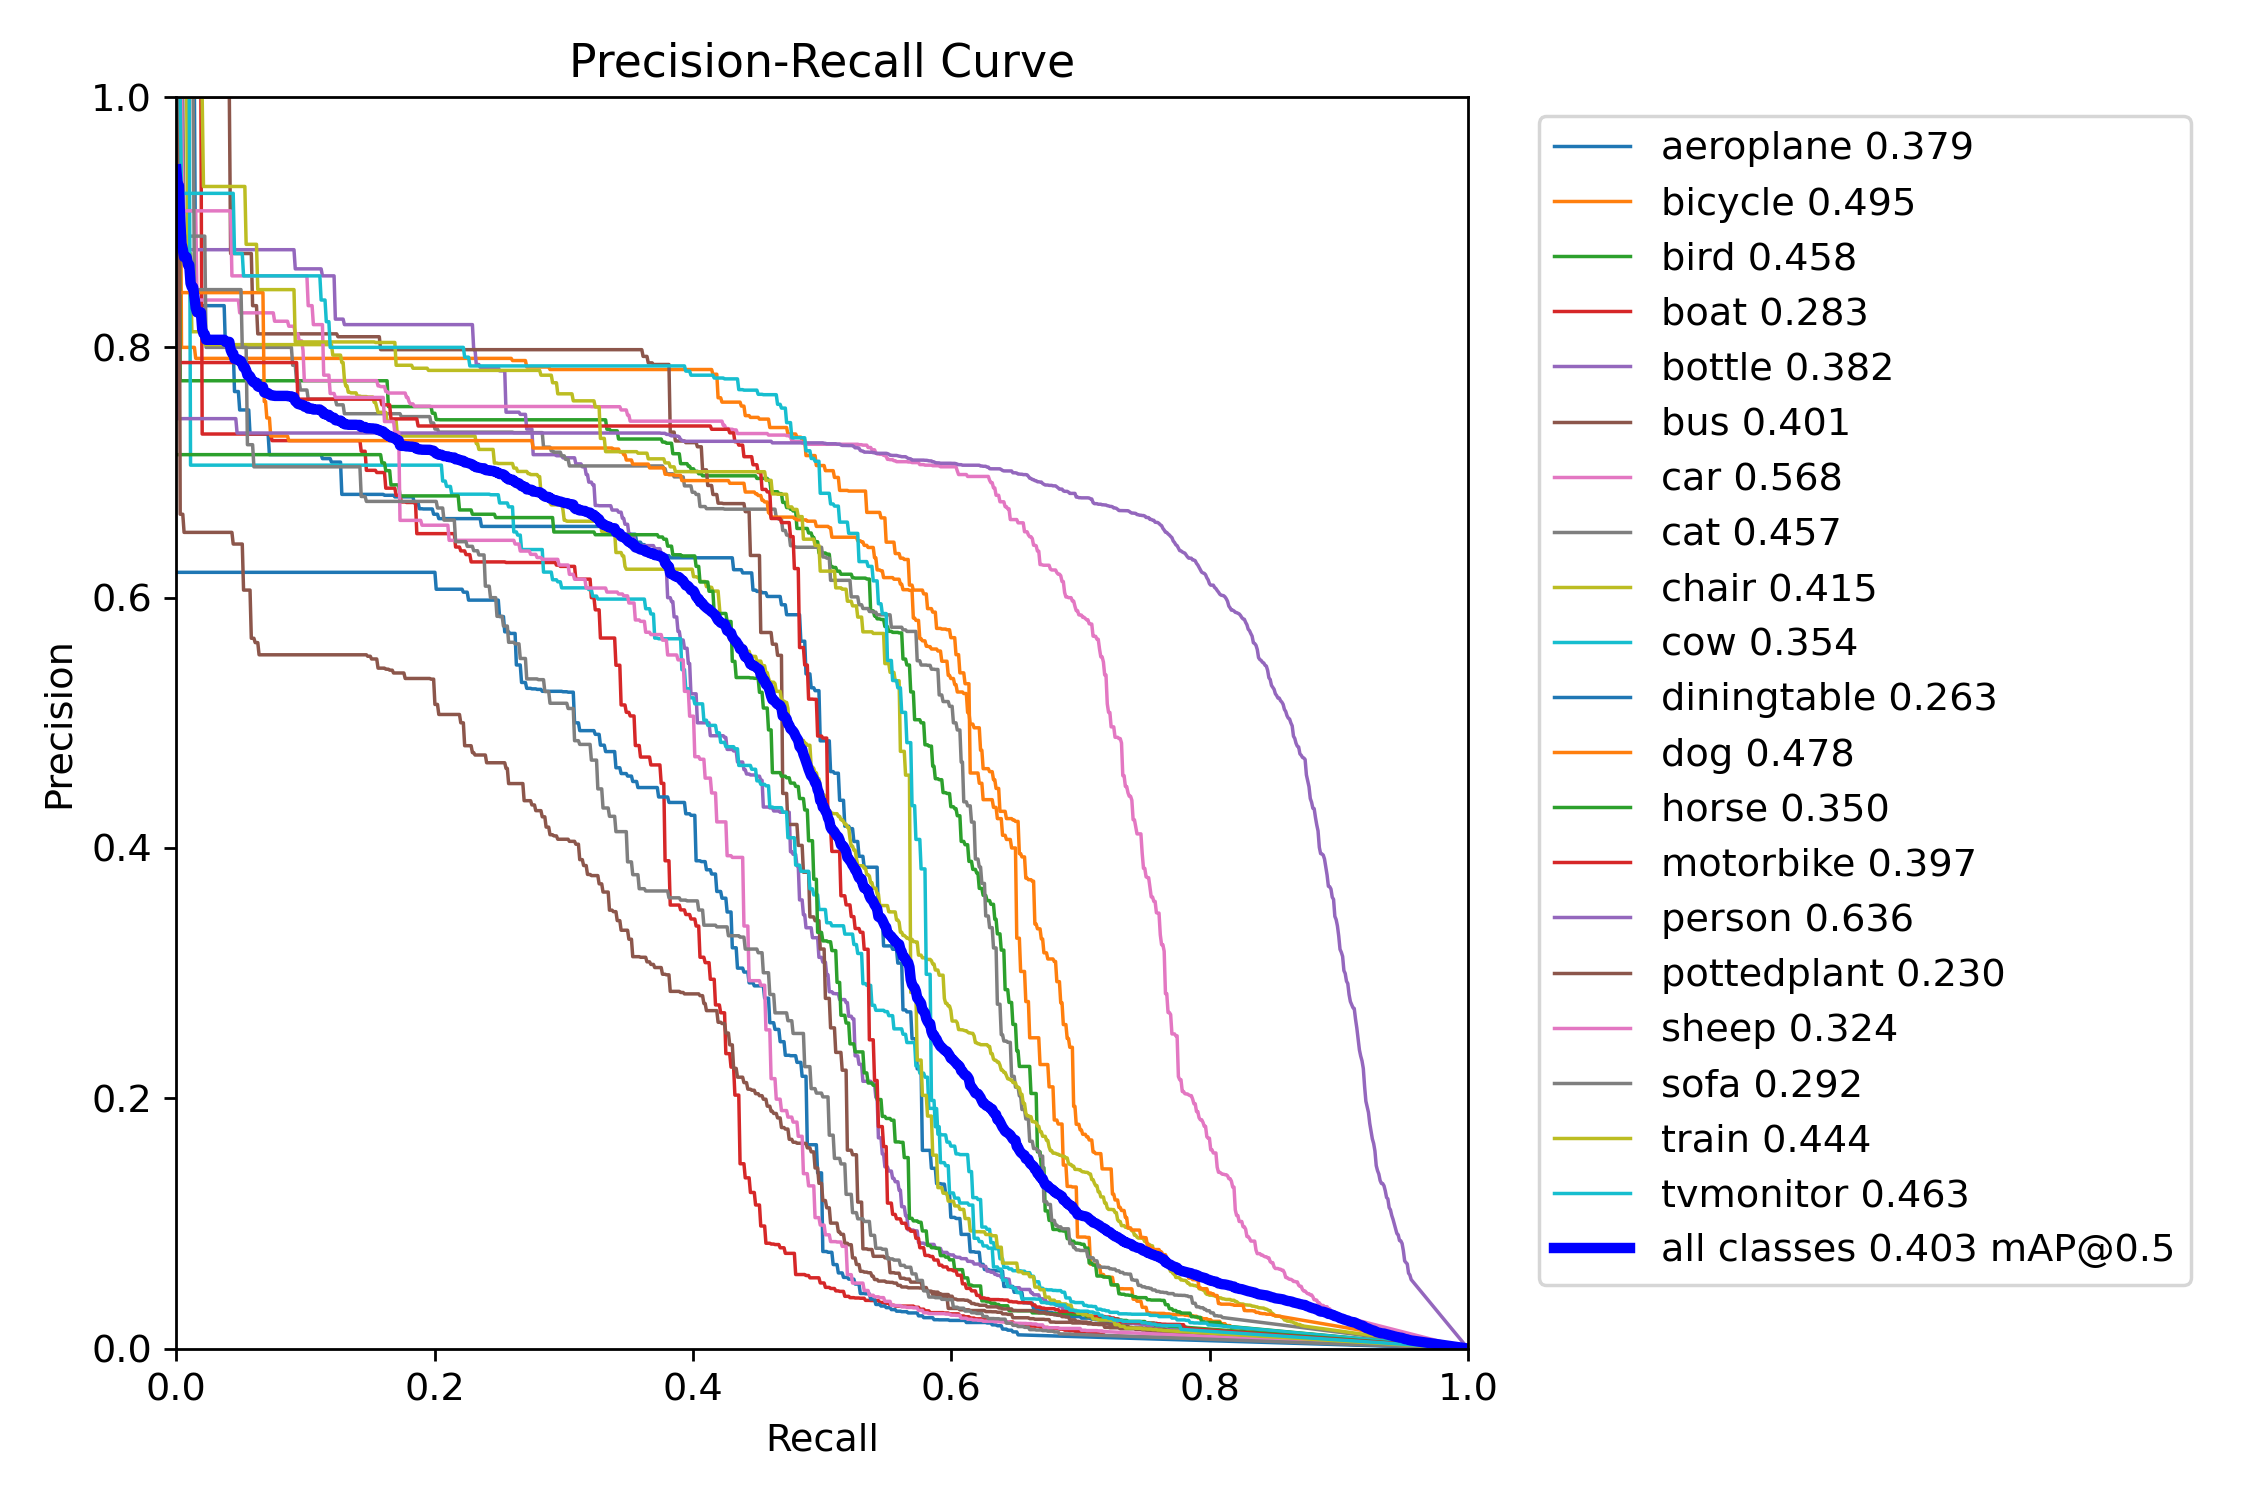 Precision-Recall Curve
1.0
0.8
0.6
0.4
0.2
0.0
Precision
0.0 0.2 0.4 0.6 0.8 1.0
Recall
aeroplane 0.379
bicycle 0.495
bird 0.458
boat 0.283
bottle 0.382
bus 0.401
car 0.568
cat 0.457
chair 0.415
cow 0.354
diningtable 0.263
dog 0.478
horse 0.350
motorbike 0.397
person 0.636
pottedplant 0.230
sheep 0.324
sofa 0.292
train 0.444
tvmonitor 0.463
all classes 0.403 mAP@0.5